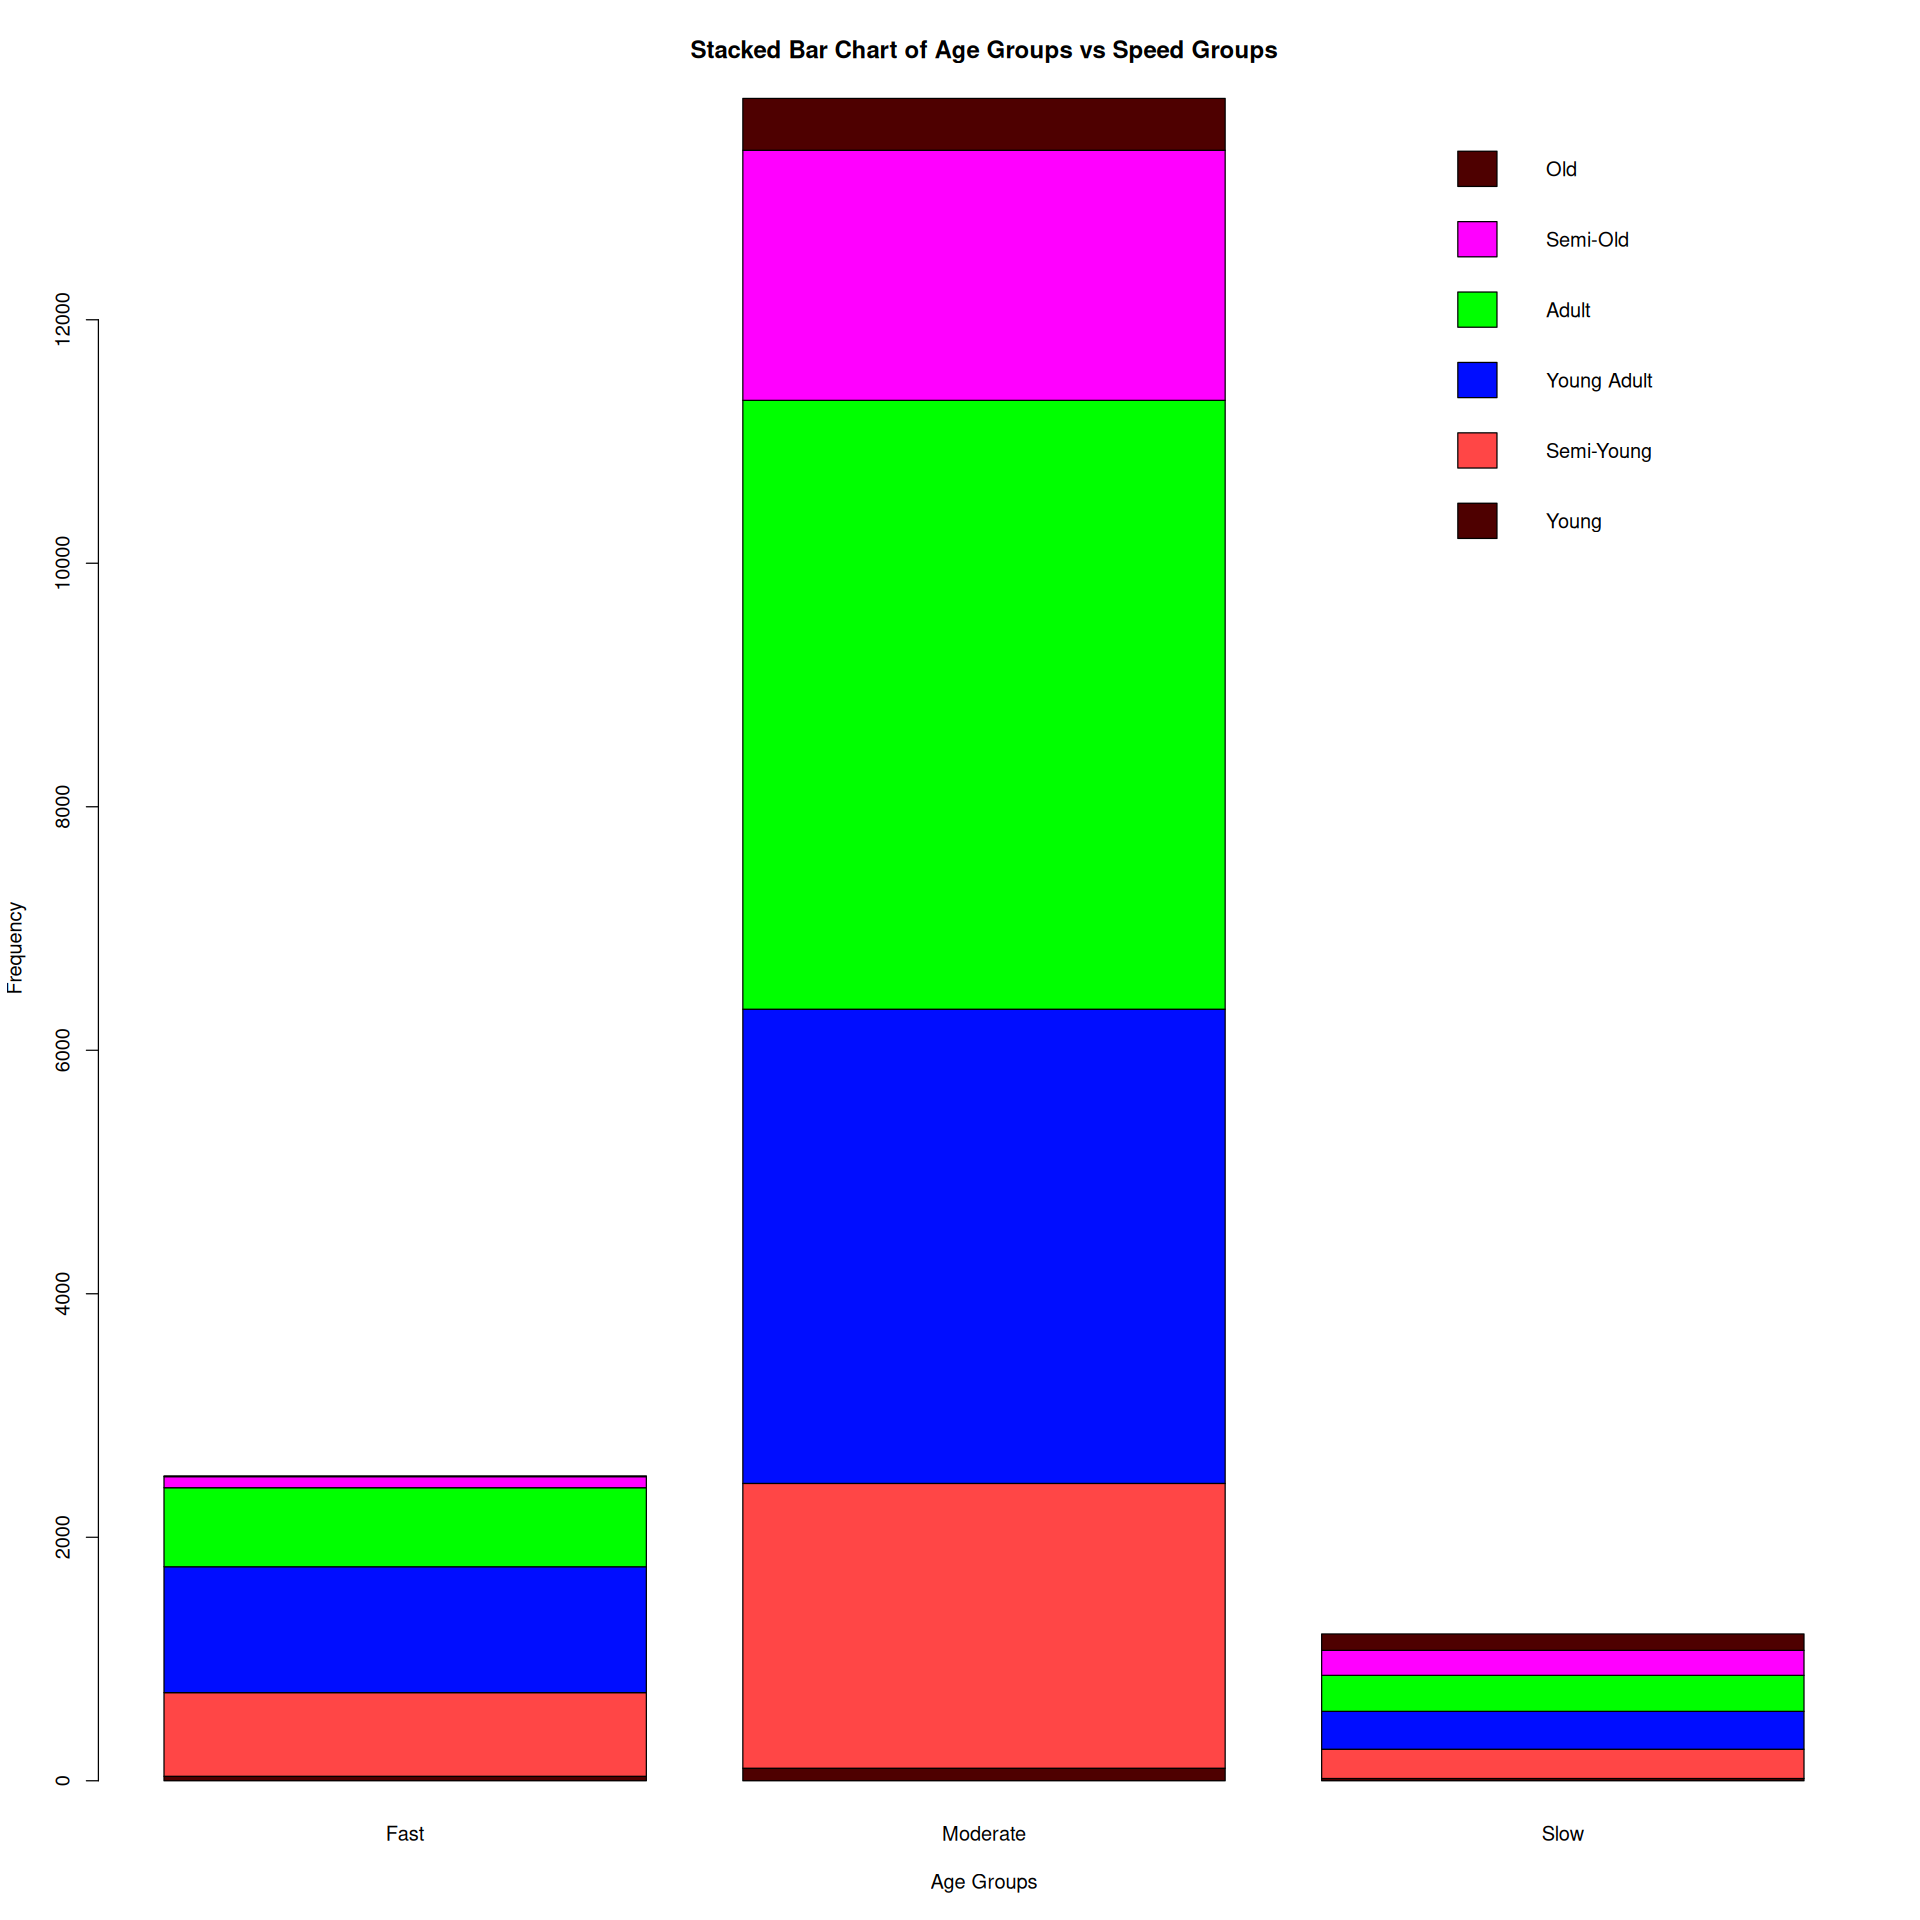 Stacked Bar Chart of Age Groups vs Speed Groups
Old
Semi-Old
Adult
Young Adult
Semi-Young
Young
12000
10000
8000
6000
4000
2000
0
Frequency
Fast
Moderate
Slow
Age Groups